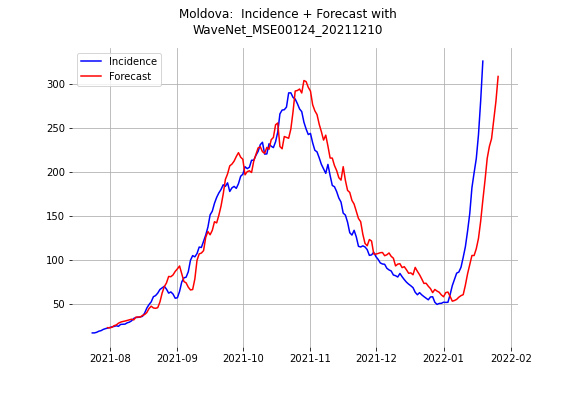 Moldova:  Incidence + Forecast with
WaveNet_MSE00124_20211210
Incidence
Forecast
300
250
200
150
100
50
2021-08 2021-09 2021-10 2021-11 2021-12 2022-01 2022-02